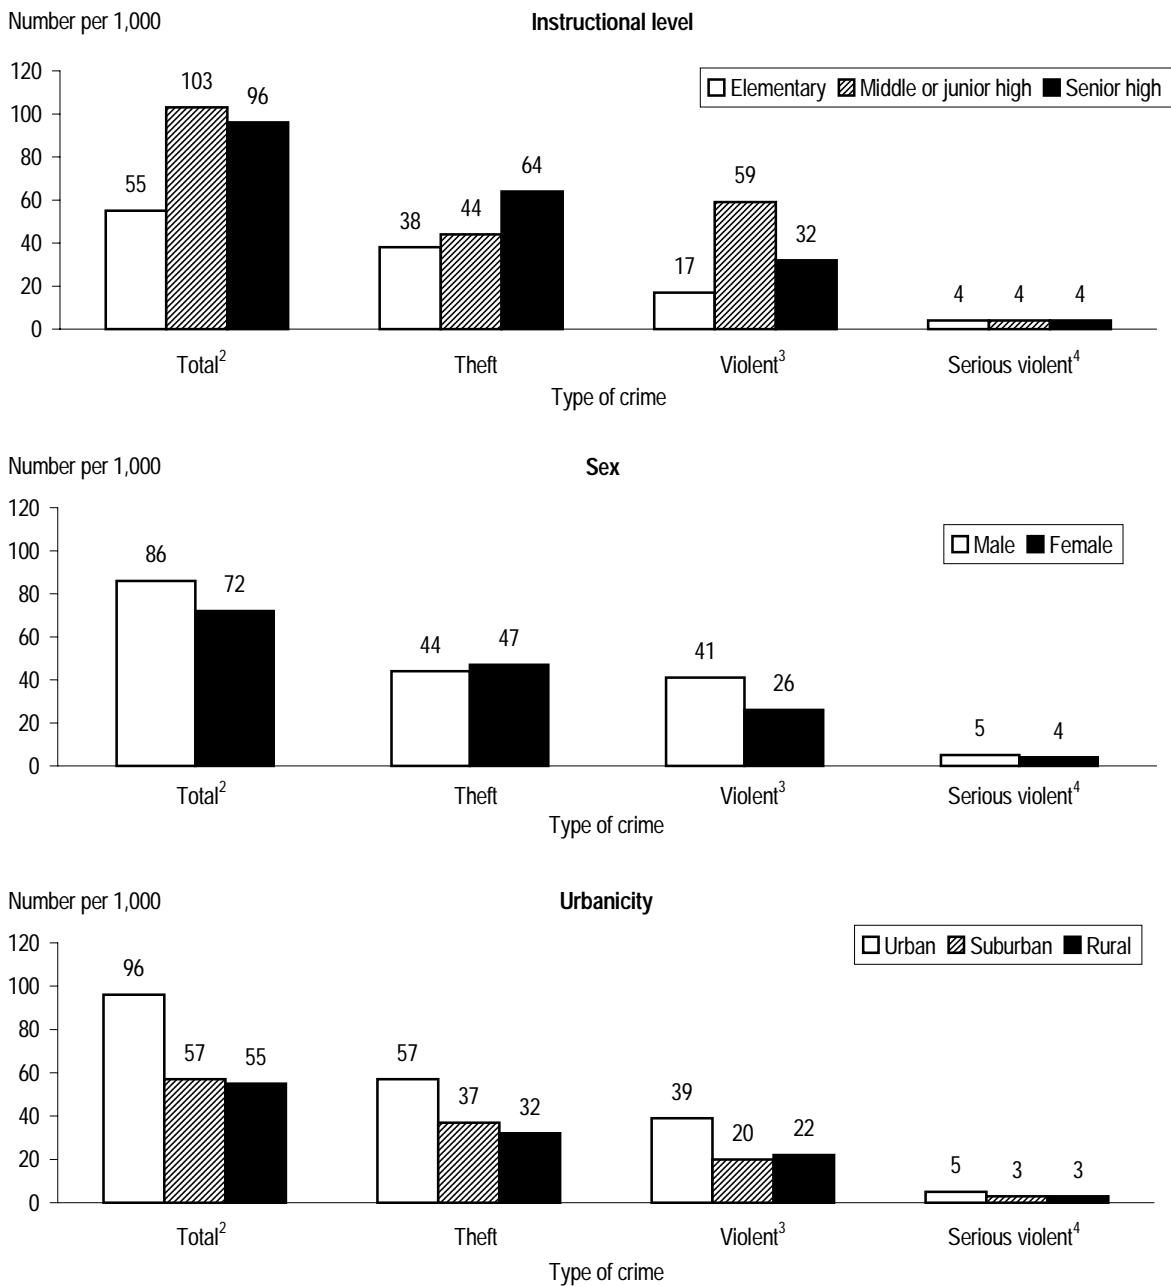 Number per 1,000
Instructional level
120
100
80
60
40
20
0
Elementary Middle or junior high Senior high
55 103 96
38 44 64
17 59 32
4 4 4
Total² Theft Violent³ Serious violent⁴
Type of crime
Number per 1,000
Sex
120
100
80
60
40
20
0
Male Female
86 72
44 47
41 26
5 4
Total² Theft Violent³ Serious violent⁴
Type of crime
Number per 1,000
Urbanicity
120
100
80
60
40
20
0
Urban Suburban Rural
96 57 55
57 37 32
39 20 22
5 3 3
Total² Theft Violent³ Serious violent⁴
Type of crime